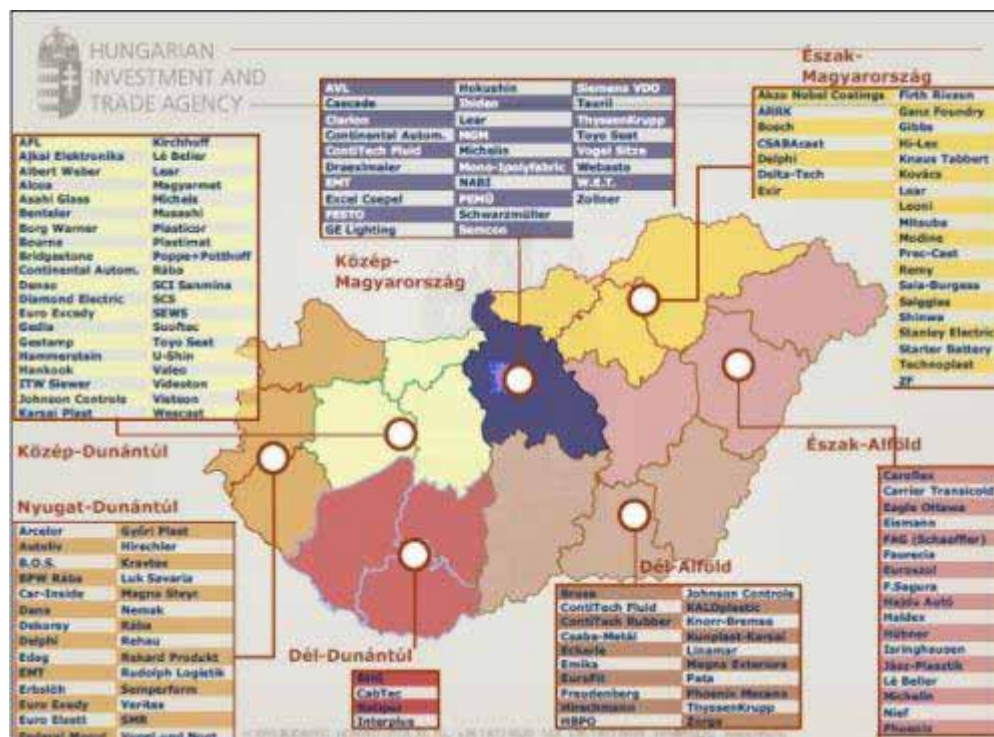 HUNGARIAN
INVESTMENT AND
TRADE AGENCY
Észak-
Magyarország
AVL Hokushin Siemens VDO
Cascade Ibiden Tauril
Clarion Lear ThyssenKrupp
Continental Autom. MGM Toyo Seat
ContiTech Fluid Michelin Vogel Sitze
Draexlmaier Mono-Ipolyfabric Webasto
EMT NABI W.E.T.
Excel Csepel PEMÜ Zollner
FESTO Schwarzmüller
GE Lighting Semcon
Akzo Nobel Coatings Firth Rixson
ARRK Ganz Foundry
Bosch Gibbs
CSABAcast Hi-Lex
Delphi Knaus Tabbert
Delta-Tech Kovács
Exir Lear
Leoni
Mitsuba
Modine
Prec-Cast
Remy
Saia-Burgess
Salgglas
Shinwa
Stanley Electric
Starter Battery
Technoplast
ZF
AFL Kirchhoff
Ajkai Elektronika Lé Belier
Albert Weber Lear
Alcoa Magyarmet
Asahi Glass Michels
Benteler Musashi
Borg Warner Plasticor
Bourns Plastimat
Bridgestone Poppe+Potthoff
Continental Autom. Rába
Denso SCI Sanmina
Diamond Electric SCS
Euro Exedy SEWS
Gedia Suoftec
Gestamp Toyo Seat
Hammerstein U-Shin
Hankook Valeo
ITW Siewer Videoton
Johnson Controls Visteon
Karsai Plast Wescast
Közép-
Magyarország
Közép-Dunántúl
Észak-Alföld
Nyugat-Dunántúl
Arcelor Győri Plast
Autoliv Hirschler
B.O.S. Kravtex
BPW Rába Luk Savaria
Car-Inside Magna Steyr
Dana Nemak
Dekorsy Rába
Delphi Rehau
Edag Rekard Produkt
EMT Rudolph Logistik
Erbslöh Semperform
Euro Exedy Veritas
Euro Elzett SMR
Dél-Dunántúl
CabTec
Interplus
Dél-Alföld
Brose Johnson Controls
ContiTech Fluid KALOplastic
ContiTech Rubber Knorr-Bremse
Csaba-Metál Kunplast-Karsai
Eckerle Linamar
Emika Magna Exteriors
EuroFit Pata
Freudenberg Phoenix Mecano
Hirschmann ThyssenKrupp
HBPO
Caroflex
Carrier Transicold
Eagle Ottawa
Eismann
FAG (Schaeffler)
Faurecia
Euroszol
F.Segura
Hajdu Autó
Haldex
Hübner
Isringhausen
Jász-Plasztik
Lé Belier
Michelin
Nief
Phoenix